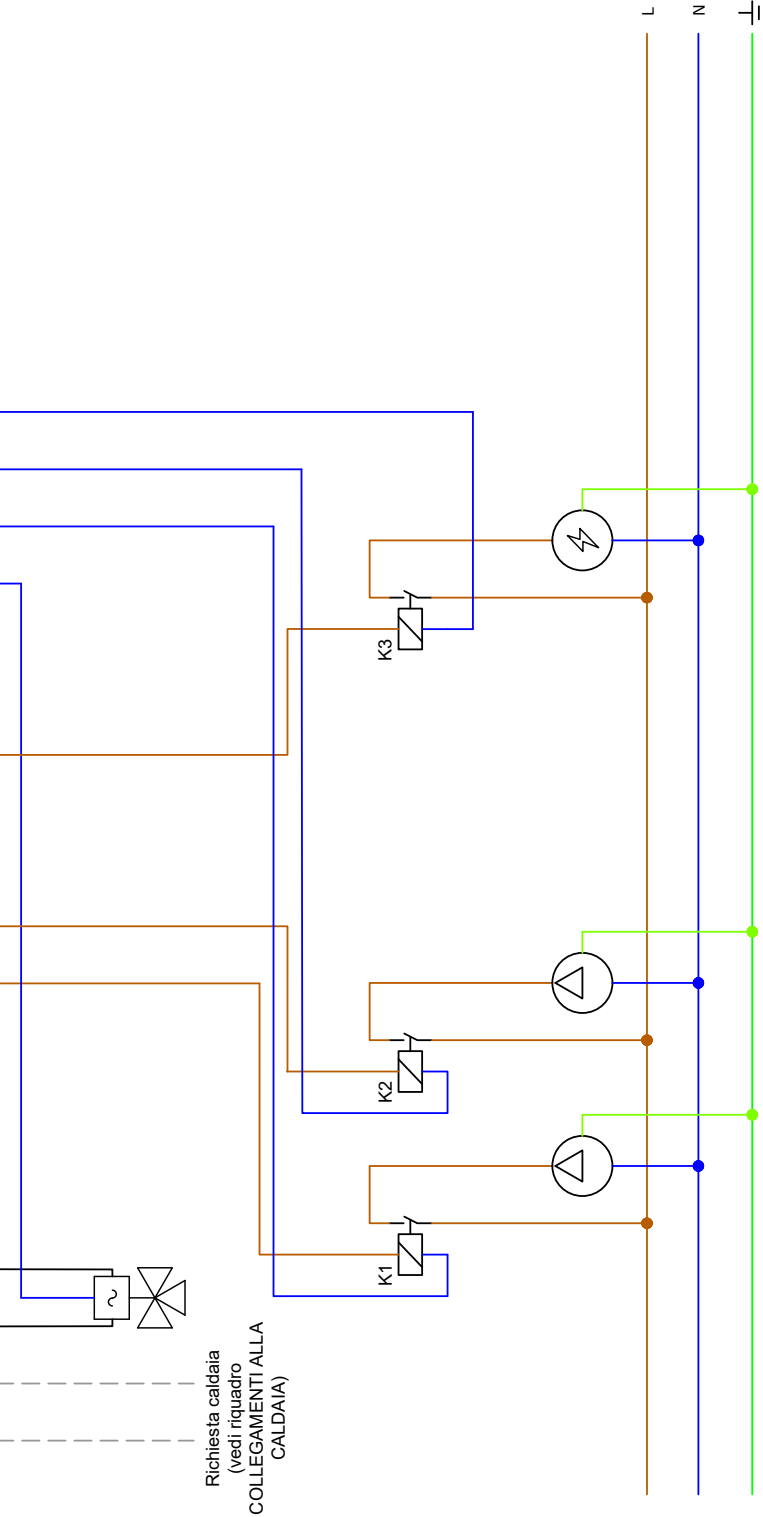 L
N
K3
K2
K1
Richiesta caldaia
(vedi riquadro
COLLEGAMENTI ALLA
CALDAIA)